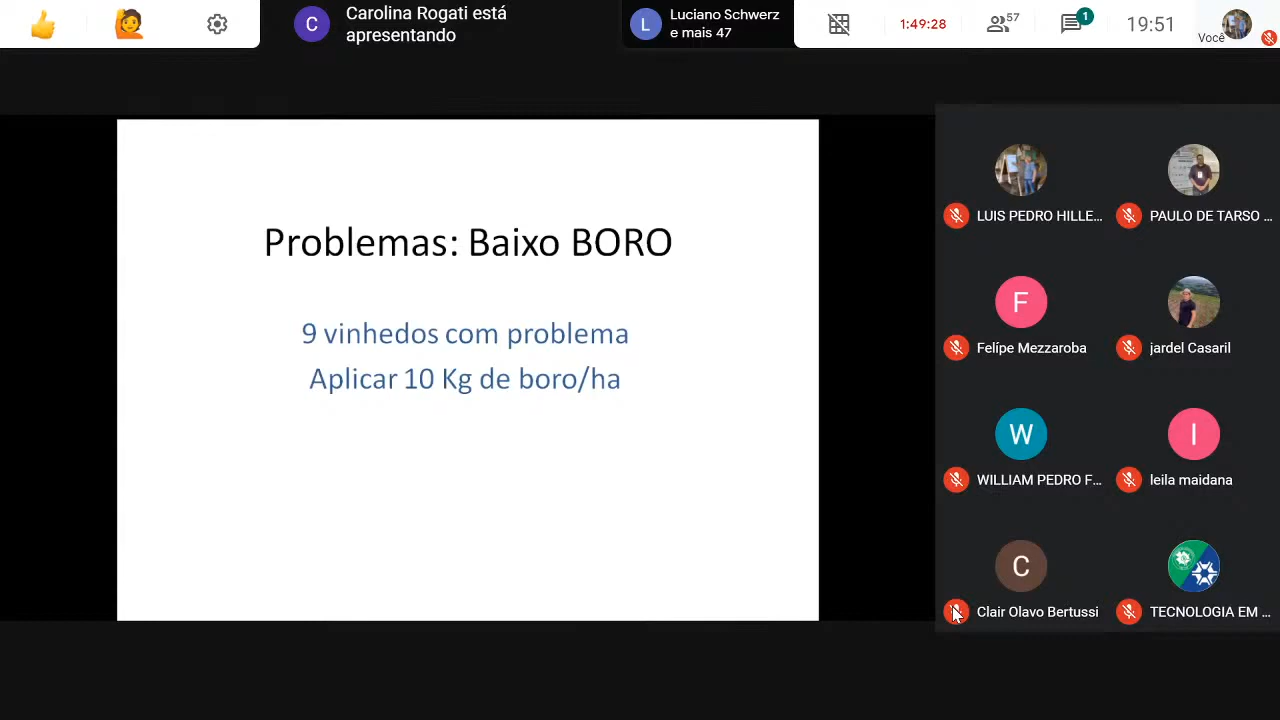 C
Carolina Rogati está
apresentando
L
Luciano Schwerz
e mais 47
1:49:28
57
1
19:51
Você
Problemas: Baixo BORO
9 vinhedos com problema
Aplicar 10 Kg de boro/ha
LUIS PEDRO HILLE...
PAULO DE TARSO ...
F
Felípe Mezzaroba
jardel Casaril
W
WILLIAM PEDRO F...
l
leila maidana
C
Clair Olavo Bertussi
TECNOLOGIA EM ...